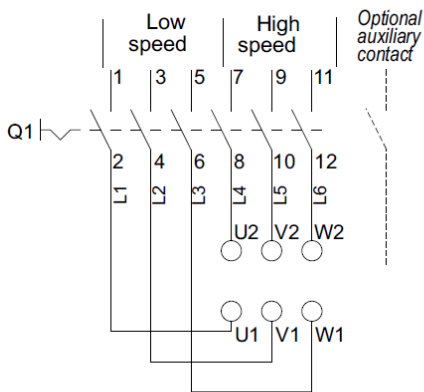 Low speed
High speed
Optional auxiliary contact
1 3 5 7 9 11
Q1
2 4 6 8 10 12
L1 L2 L3 L4 L5 L6
U2 V2 W2
U1 V1 W1